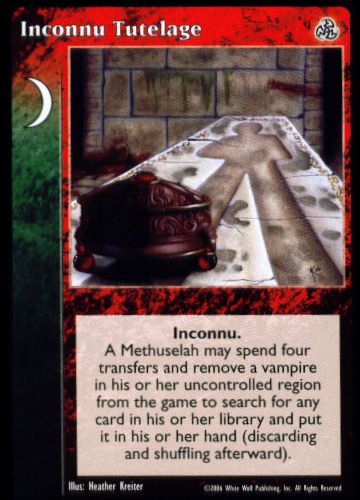 Inconnu Tutelage
Inconnu.
A Methuselah may spend four
transfers and remove a vampire
in his or her uncontrolled region
from the game to search for any
card in his or her library and put
it in his or her hand (discarding
and shuffling afterward).
Illus: Heather Kreiter
©2006 White Wolf Publishing, Inc. All Rights Reserved